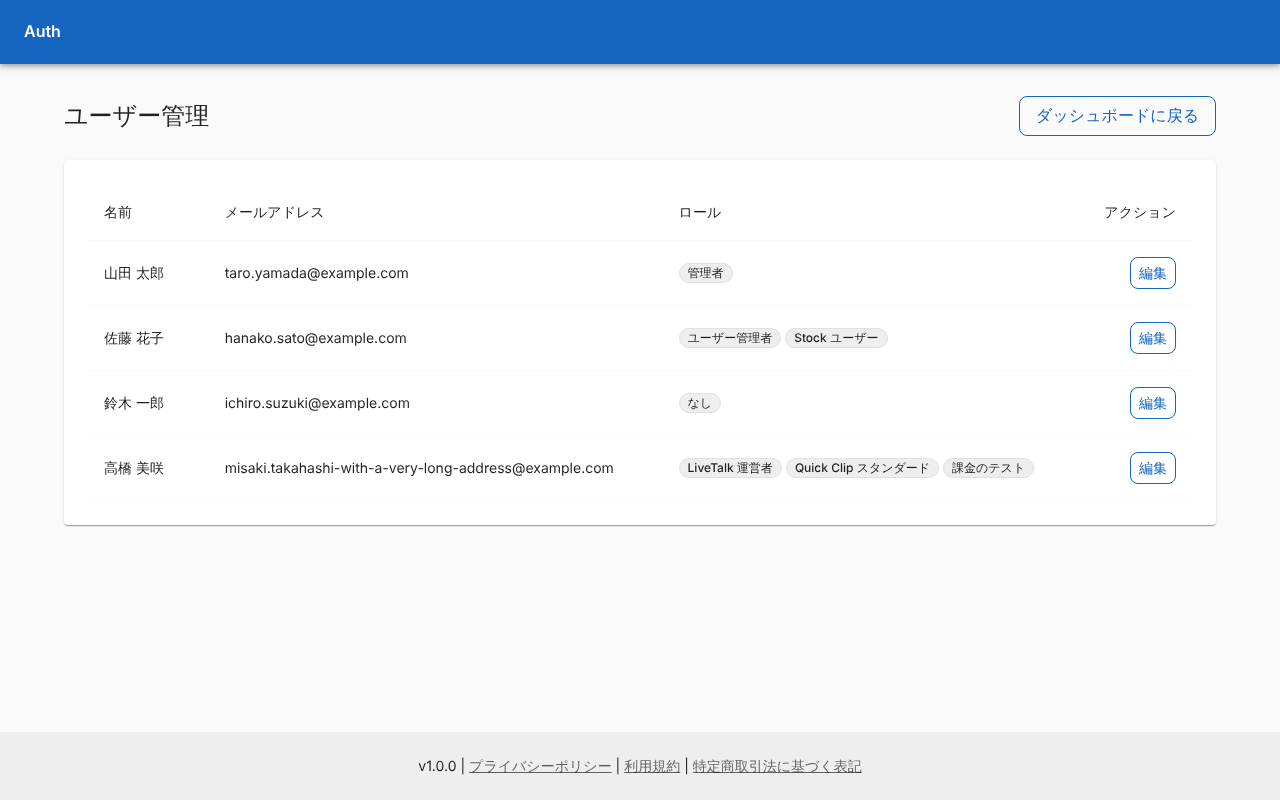 Auth
ユーザー管理
ダッシュボードに戻る
名前 メールアドレス ロール アクション
山田 太郎 taro.yamada@example.com 管理者 編集
佐藤 花子 hanako.sato@example.com ユーザー管理者 Stock ユーザー 編集
鈴木 一郎 ichiro.suzuki@example.com なし 編集
高橋 美咲 misaki.takahashi-with-a-very-long-address@example.com LiveTalk 運営者 Quick Clip スタンダード 課金のテスト 編集
v1.0.0 | プライバシーポリシー | 利用規約 | 特定商取引法に基づく表記